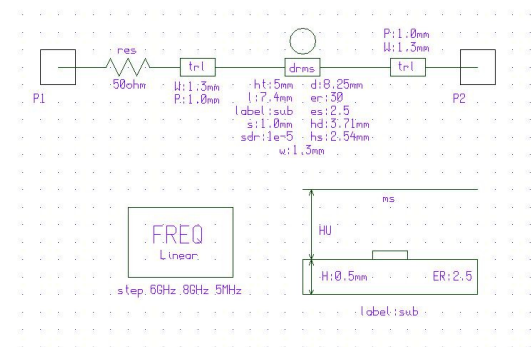 P:1.0mm
W:1.3mm
res
trl
drms
trl
50ohm
W:1.3mm
P:1.0mm
ht:5mm d:8.25mm
l:7.4mm er:30
label:sub es:2.5
s:1.0mm hd:3.71mm
sdr:1e-5 hs:2.54mm
w:1.3mm
P1
P2
ms
FREQ
Linear
HU
H:0.5mm ER:2.5
step 6GHz 8GHz 5MHz
label:sub